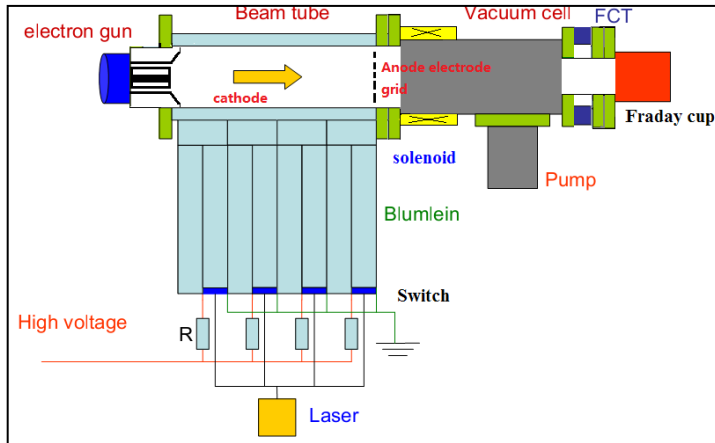 Beam tube
Vacuum cell
FCT
electron gun
Anode electrode
grid
cathode
Fraday cup
solenoid
Pump
Blumlein
Switch
High voltage
R
Laser